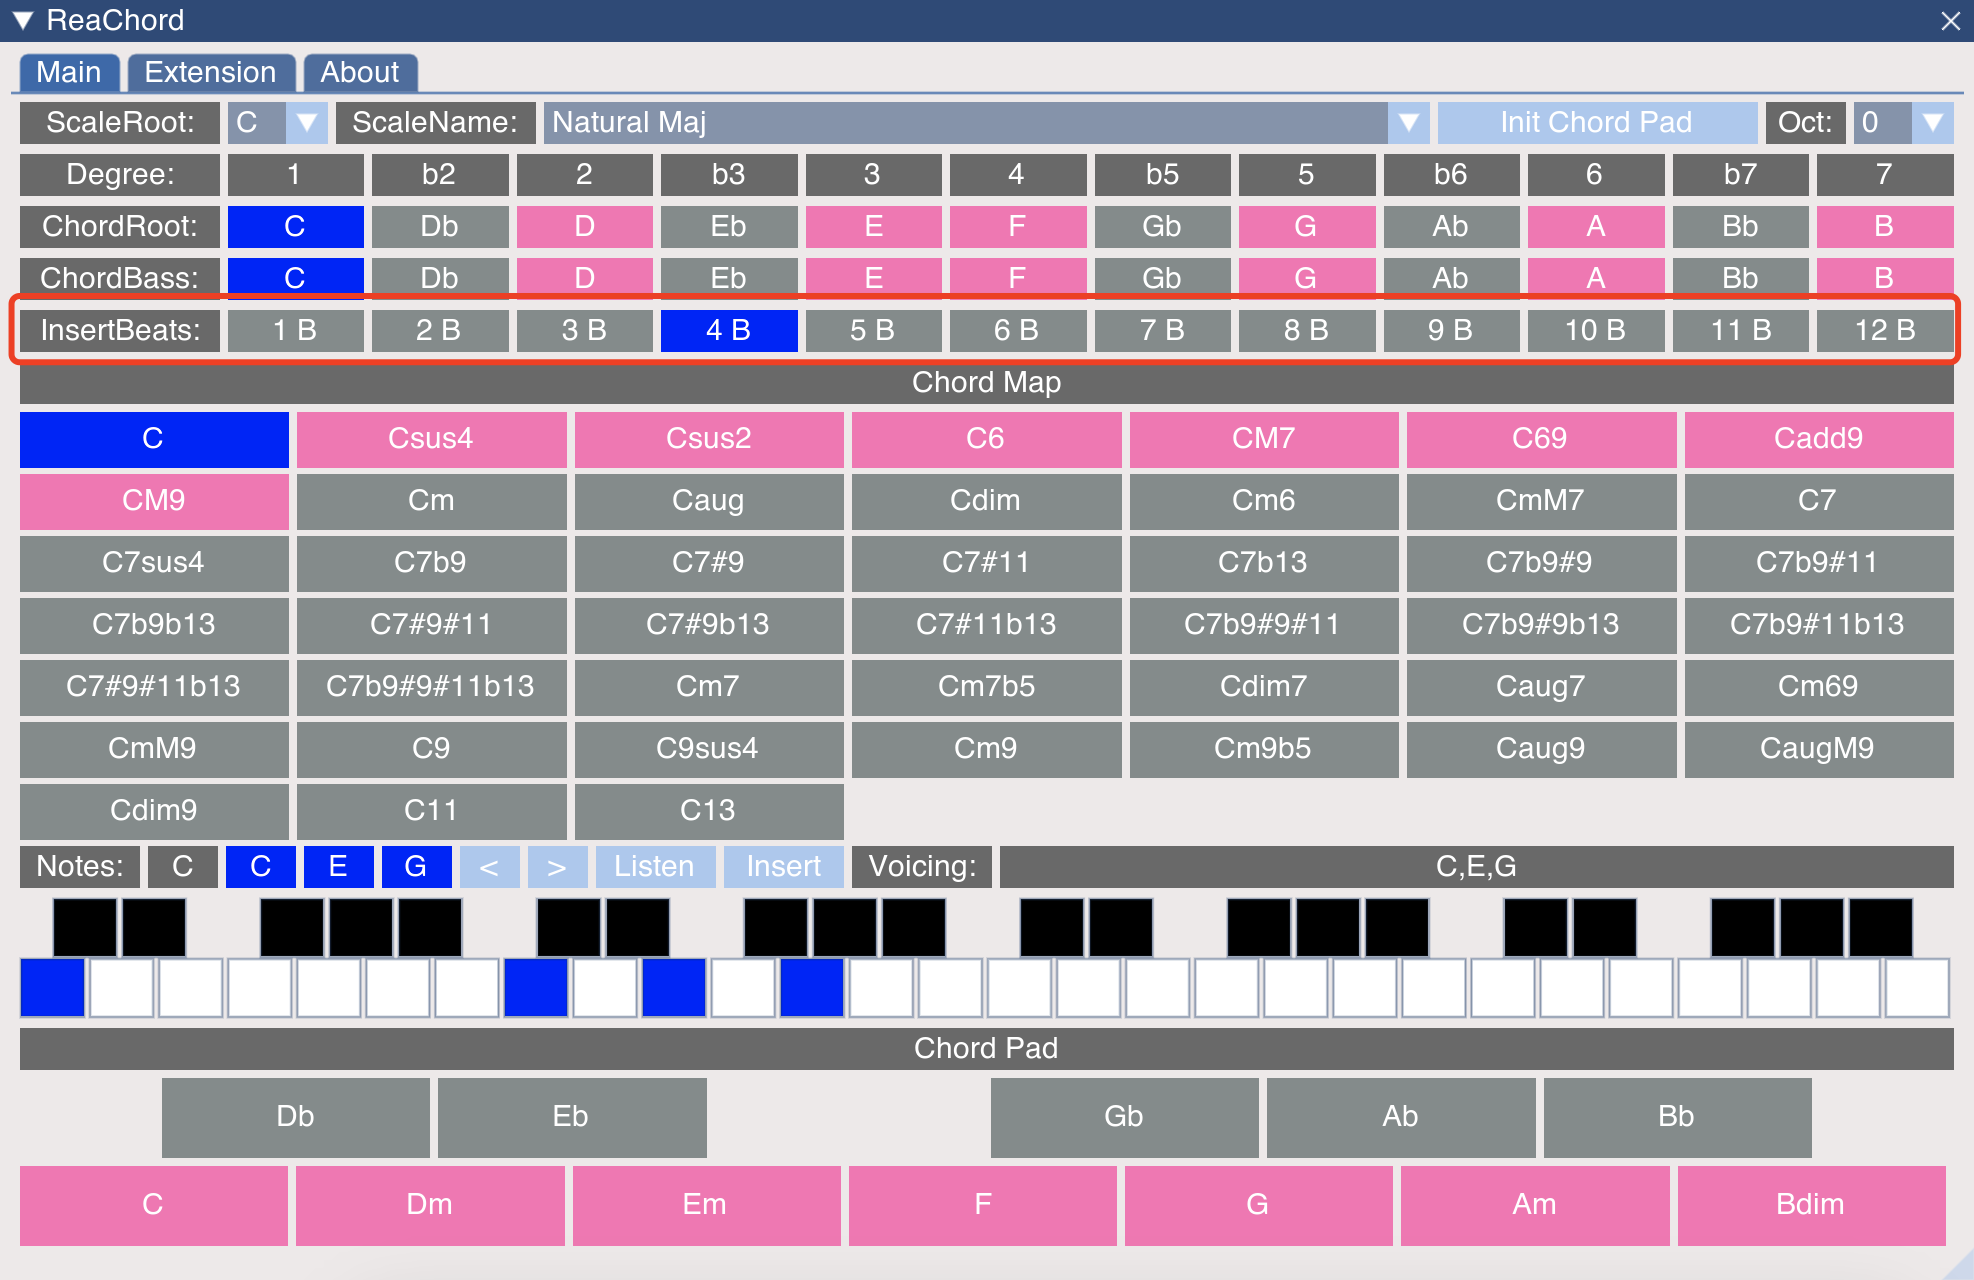 ReaChord
Main Extension About
ScaleRoot: C ScaleName: Natural Maj Init Chord Pad Oct: 0
Degree: 1 b2 2 b3 3 4 b5 5 b6 6 b7 7
ChordRoot: C Db D Eb E F Gb G Ab A Bb B
ChordBass: C Db D Eb E F Gb G Ab A Bb B
InsertBeats: 1 B 2 B 3 B 4 B 5 B 6 B 7 B 8 B 9 B 10 B 11 B 12 B
Chord Map
C Csus4 Csus2 C6 CM7 C69 Cadd9
CM9 Cm Caug Cdim Cm6 CmM7 C7
C7sus4 C7b9 C7#9 C7#11 C7b13 C7b9#9 C7b9#11
C7b9b13 C7#9#11 C7#9b13 C7#11b13 C7b9#9#11 C7b9#9b13 C7b9#11b13
C7#9#11b13 C7b9#9#11b13 Cm7 Cm7b5 Cdim7 Caug7 Cm69
CmM9 C9 C9sus4 Cm9 Cm9b5 Caug9 CaugM9
Cdim9 C11 C13
Notes: C C E G < > Listen Insert Voicing: C,E,G
Chord Pad
Db Eb Gb Ab Bb
C Dm Em F G Am Bdim